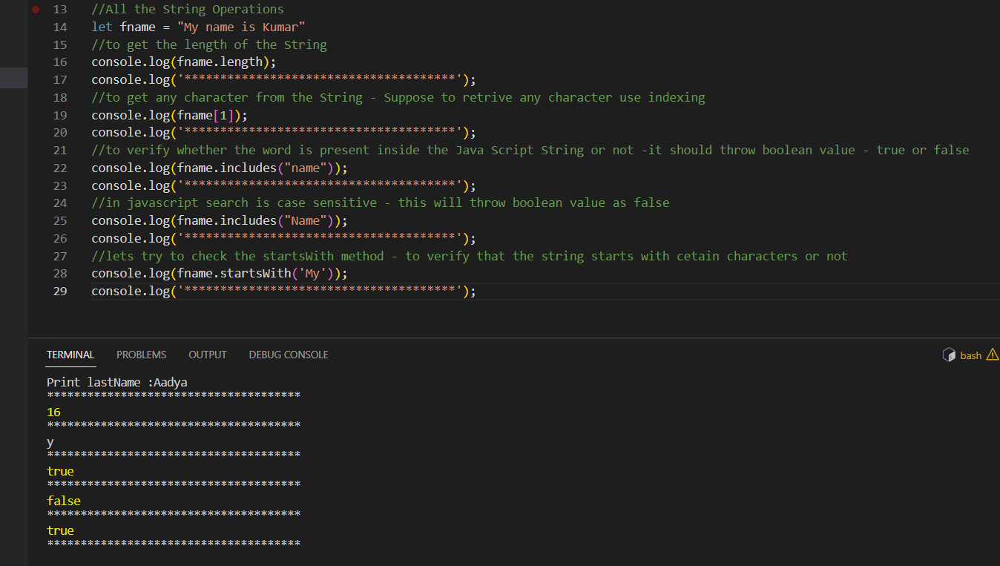 13 //All the String Operations
14 let fname = "My name is Kumar"
15 //to get the length of the String
16 console.log(fname.length);
17 console.log('**************************************');
18 //to get any character from the String - Suppose to retrive any character use indexing
19 console.log(fname[1]);
20 console.log('**************************************');
21 //to verify whether the word is present inside the Java Script String or not -it should throw boolean value - true or false
22 console.log(fname.includes("name"));
23 console.log('**************************************');
24 //in javascript search is case sensitive - this will throw boolean value as false
25 console.log(fname.includes("Name"));
26 console.log('**************************************');
27 //lets try to check the startsWith method - to verify that the string starts with cetain characters or not
28 console.log(fname.startsWith('My'));
29 console.log('**************************************');
TERMINAL PROBLEMS OUTPUT DEBUG CONSOLE bash
Print lastName :Aadya
**************************************
16
**************************************
y
**************************************
true
**************************************
false
**************************************
true
**************************************